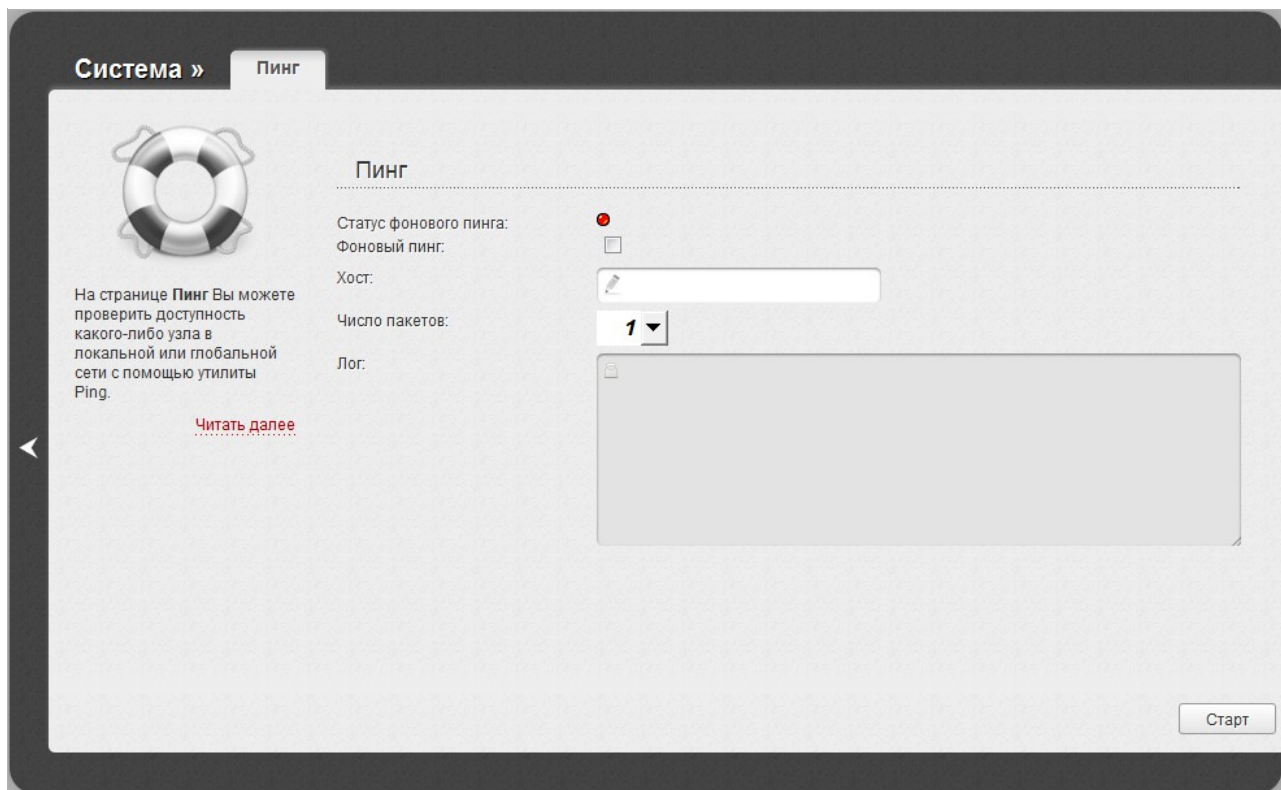 Система »
Пинг
Пинг
Статус фонового пинга:
Фоновый пинг:
Хост:
Число пакетов:
1
Лог:
На странице Пинг Вы можете
проверить доступность
какого-либо узла в
локальной или глобальной
сети с помощью утилиты
Ping.
Читать далее
Старт